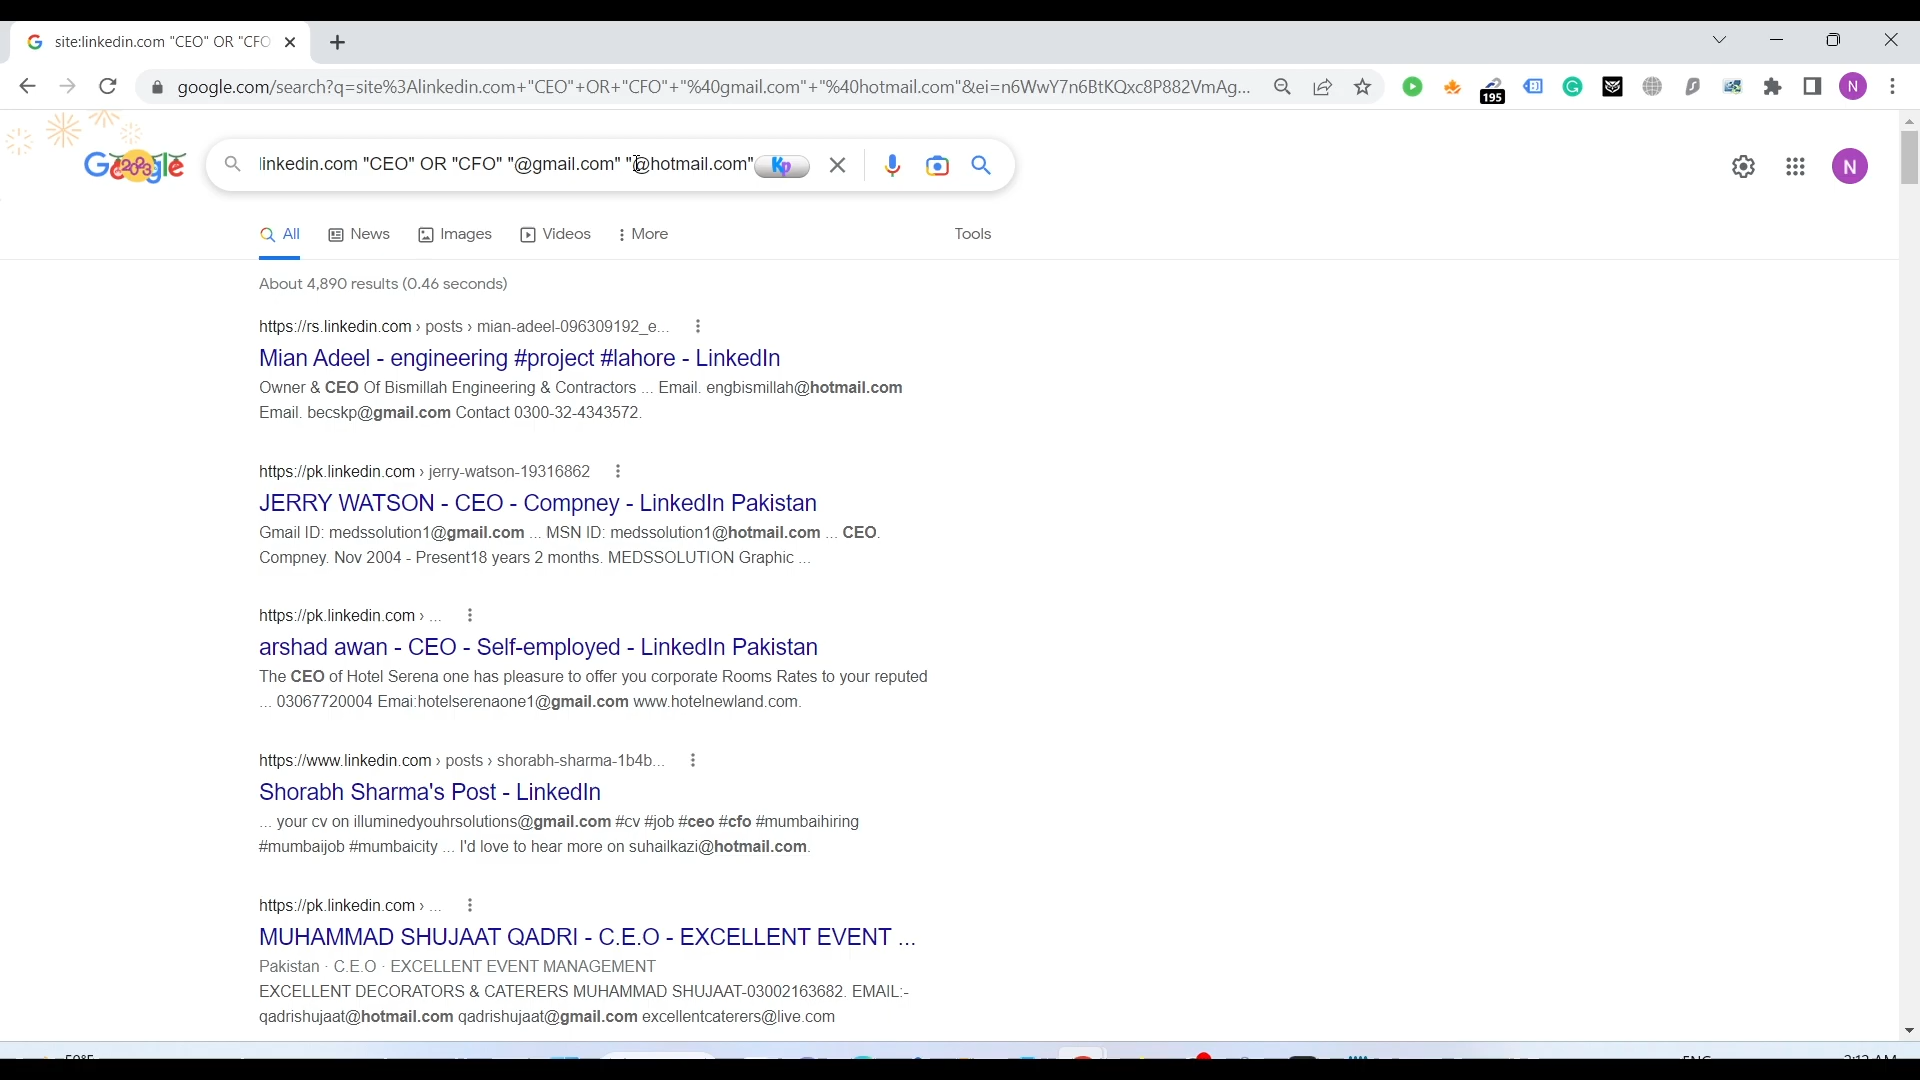 site:linkedin.com "CEO" OR "CFO
google.com/search?q=site%3Alinkedin.com+"CEO"+OR+"CFO"+"%40gmail.com"+"%40hotmail.com"&ei=n6WwY7n6BtKQxc8P882VmAg...
195
N
Google
2023
linkedin.com "CEO" OR "CFO" "@gmail.com" "@hotmail.com"
Kp
N
All
News
Images
Videos
More
Tools
About 4,890 results (0.46 seconds)
https://rs.linkedin.com › posts › mian-adeel-096309192_e...
Mian Adeel - engineering #project #lahore - LinkedIn
Owner & CEO Of Bismillah Engineering & Contractors ... Email. engbismillah@hotmail.com
Email. becskp@gmail.com Contact 0300-32-4343572.
https://pk.linkedin.com › jerry-watson-19316862
JERRY WATSON - CEO - Compney - LinkedIn Pakistan
Gmail ID: medssolution1@gmail.com ... MSN ID: medssolution1@hotmail.com ... CEO.
Compney. Nov 2004 - Present18 years 2 months. MEDSSOLUTION Graphic ...
https://pk.linkedin.com › ...
arshad awan - CEO - Self-employed - LinkedIn Pakistan
The CEO of Hotel Serena one has pleasure to offer you corporate Rooms Rates to your reputed
... 03067720004 Emai:hotelserenaone1@gmail.com www.hotelnewland.com.
https://www.linkedin.com › posts › shorabh-sharma-1b4b...
Shorabh Sharma's Post - LinkedIn
... your cv on illuminedyouhrsolutions@gmail.com #cv #job #ceo #cfo #mumbaihiring
#mumbaijob #mumbaicity ... I'd love to hear more on suhailkazi@hotmail.com.
https://pk.linkedin.com › ...
MUHAMMAD SHUJAAT QADRI - C.E.O - EXCELLENT EVENT ...
Pakistan · C.E.O · EXCELLENT EVENT MANAGEMENT
EXCELLENT DECORATORS & CATERERS MUHAMMAD SHUJAAT-03002163682. EMAIL:-
qadrishujaat@hotmail.com qadrishujaat@gmail.com excellentcaterers@live.com